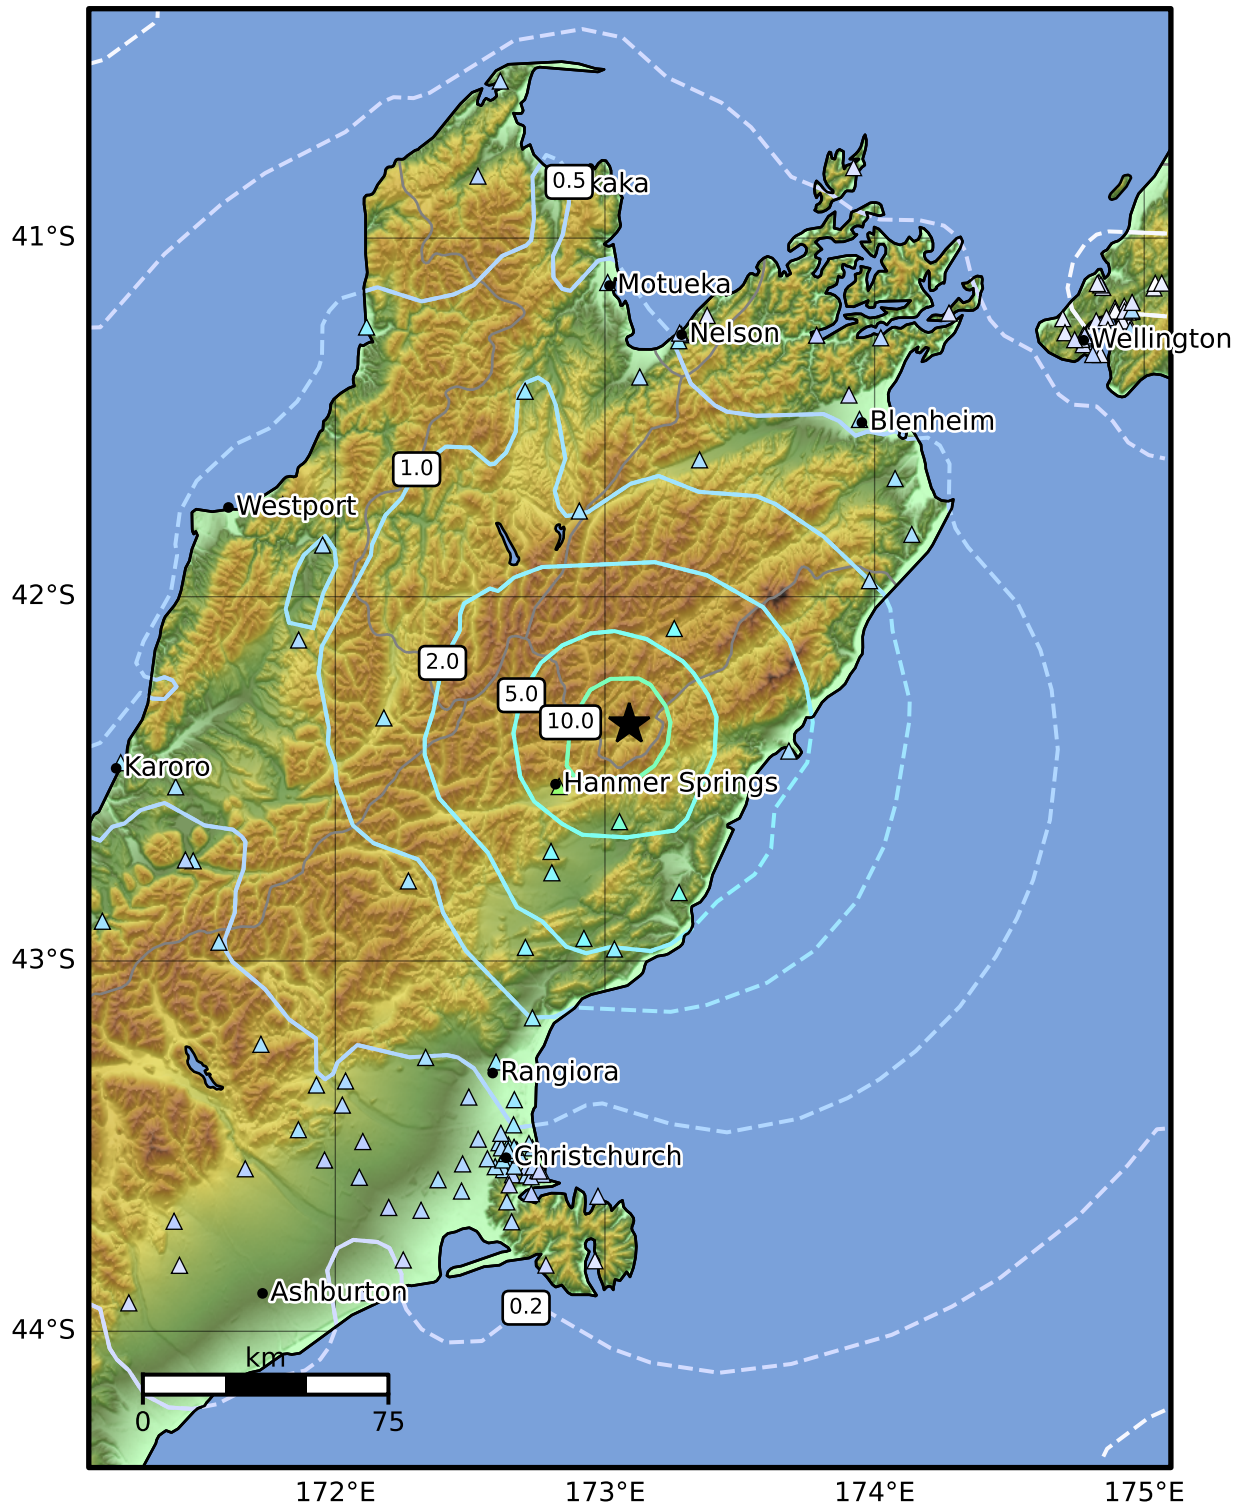 0.5
kaka
41°S
Motueka
Nelson
Wellington
Blenheim
1.0
Westport
42°S
2.0
5.0
10.0
Karoro
Hanmer Springs
43°S
Rangiora
Christchurch
Ashburton
0.2
44°S
km
0
75
172°E
173°E
174°E
175°E